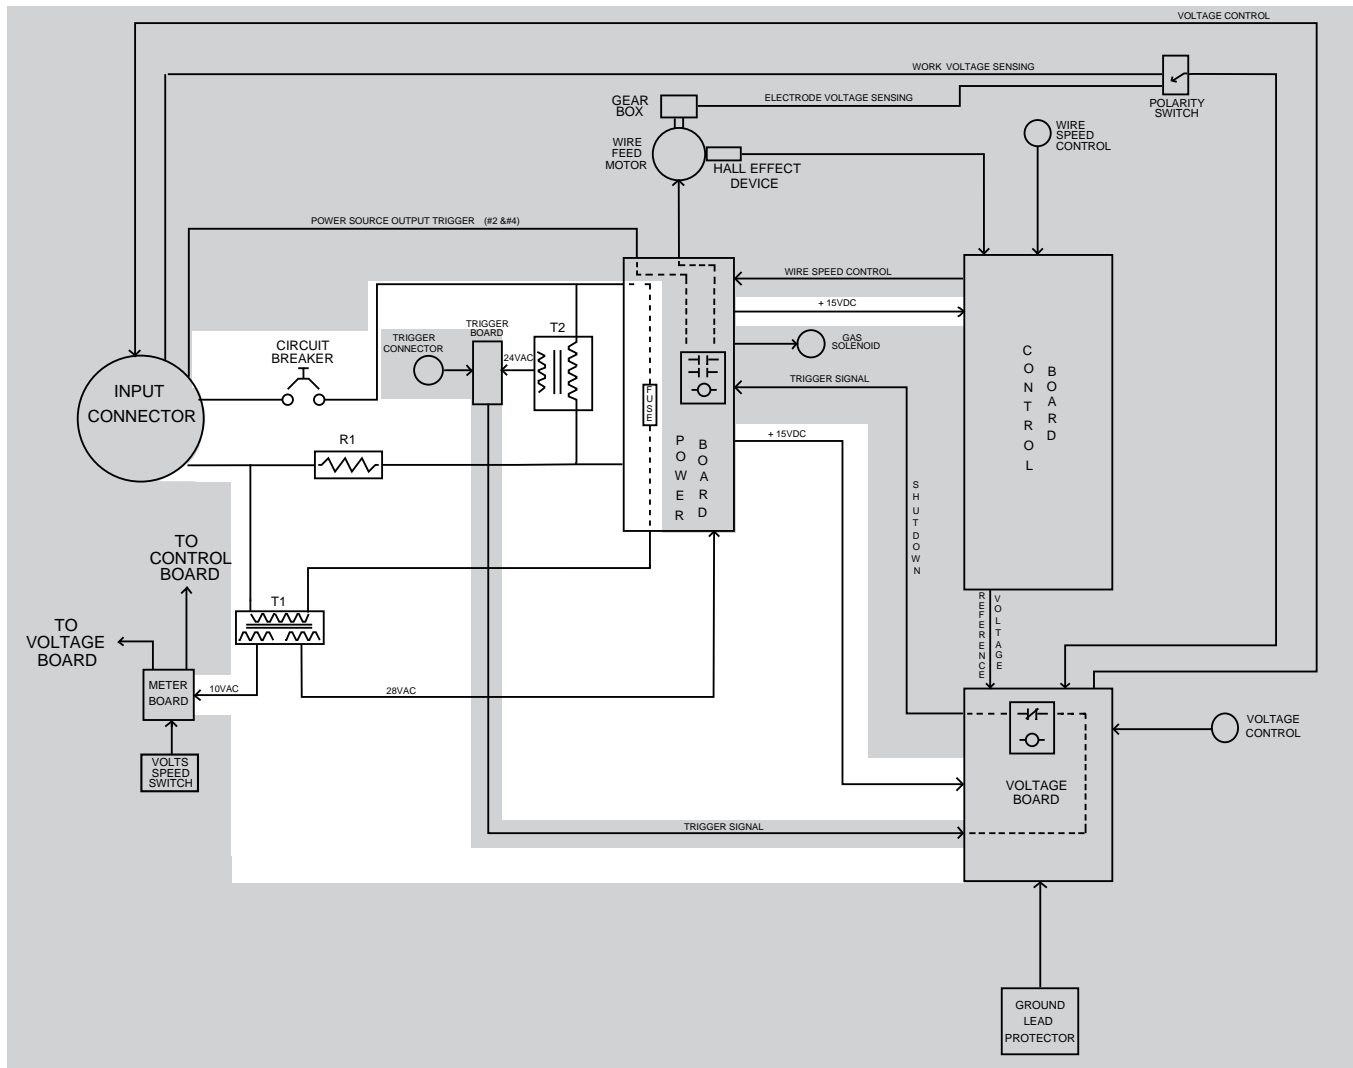 VOLTAGE CONTROL
WORK VOLTAGE SENSING
ELECTRODE VOLTAGE SENSING
POLARITY
SWITCH
GEAR
BOX
WIRE
FEED
MOTOR
HALL EFFECT
DEVICE
WIRE
SPEED
CONTROL
POWER SOURCE OUTPUT TRIGGER (#2 &#4)
WIRE SPEED CONTROL
+ 15VDC
GAS
SOLENOID
TRIGGER SIGNAL
+ 15VDC
CONTROL
BOARD
TRIGGER
BOARD
TRIGGER
CONNECTOR
24VAC
T2
CIRCUIT
BREAKER
INPUT
CONNECTOR
R1
FUSE
POWER
BOARD
SHUTDOWN
TO
CONTROL
BOARD
T1
TO
VOLTAGE
BOARD
METER
BOARD
10VAC
28VAC
VOLTS
SPEED
SWITCH
REFERENCE
VOLTAGE
VOLTAGE
CONTROL
VOLTAGE
BOARD
TRIGGER SIGNAL
GROUND
LEAD
PROTECTOR